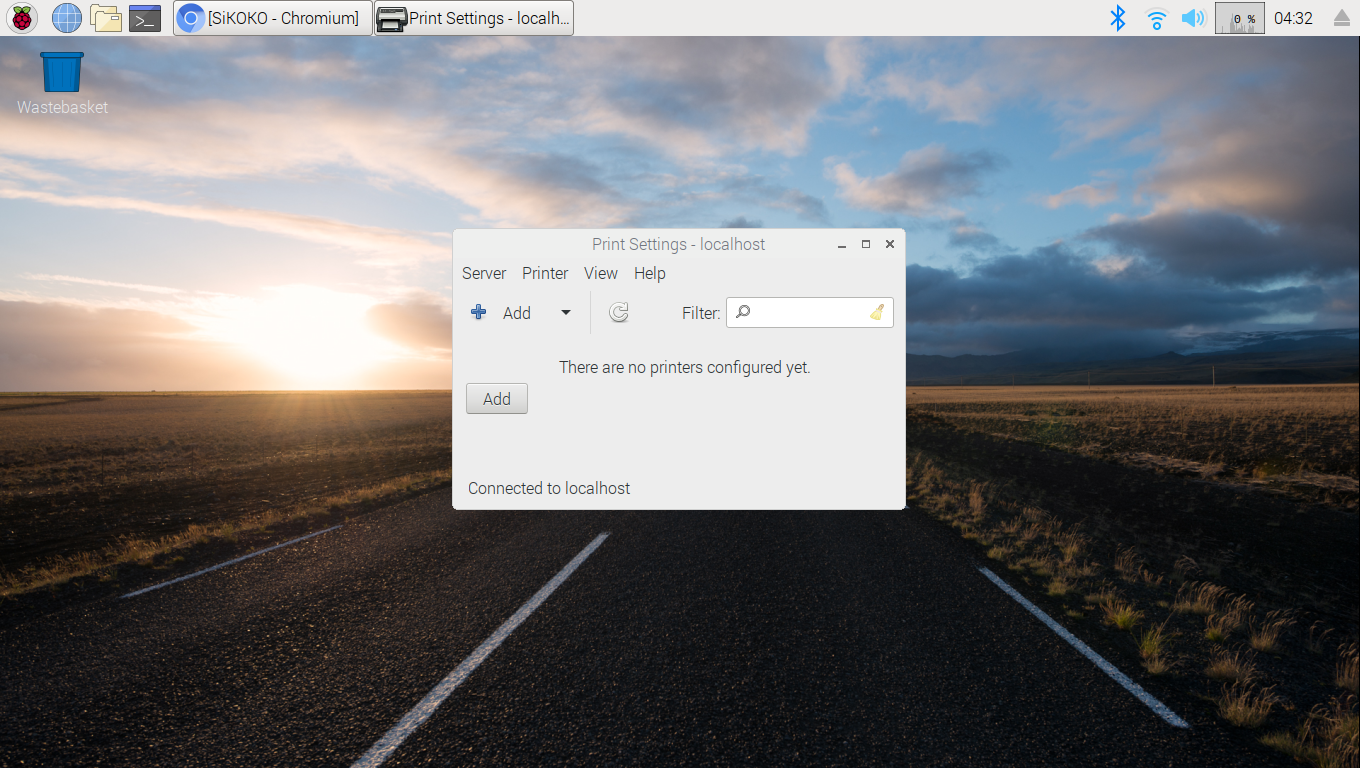 [SiKOKO - Chromium]
Print Settings - localh...
0 %
04:32
Wastebasket
Print Settings - localhost
Server Printer View Help
Add
Filter:
There are no printers configured yet.
Add
Connected to localhost